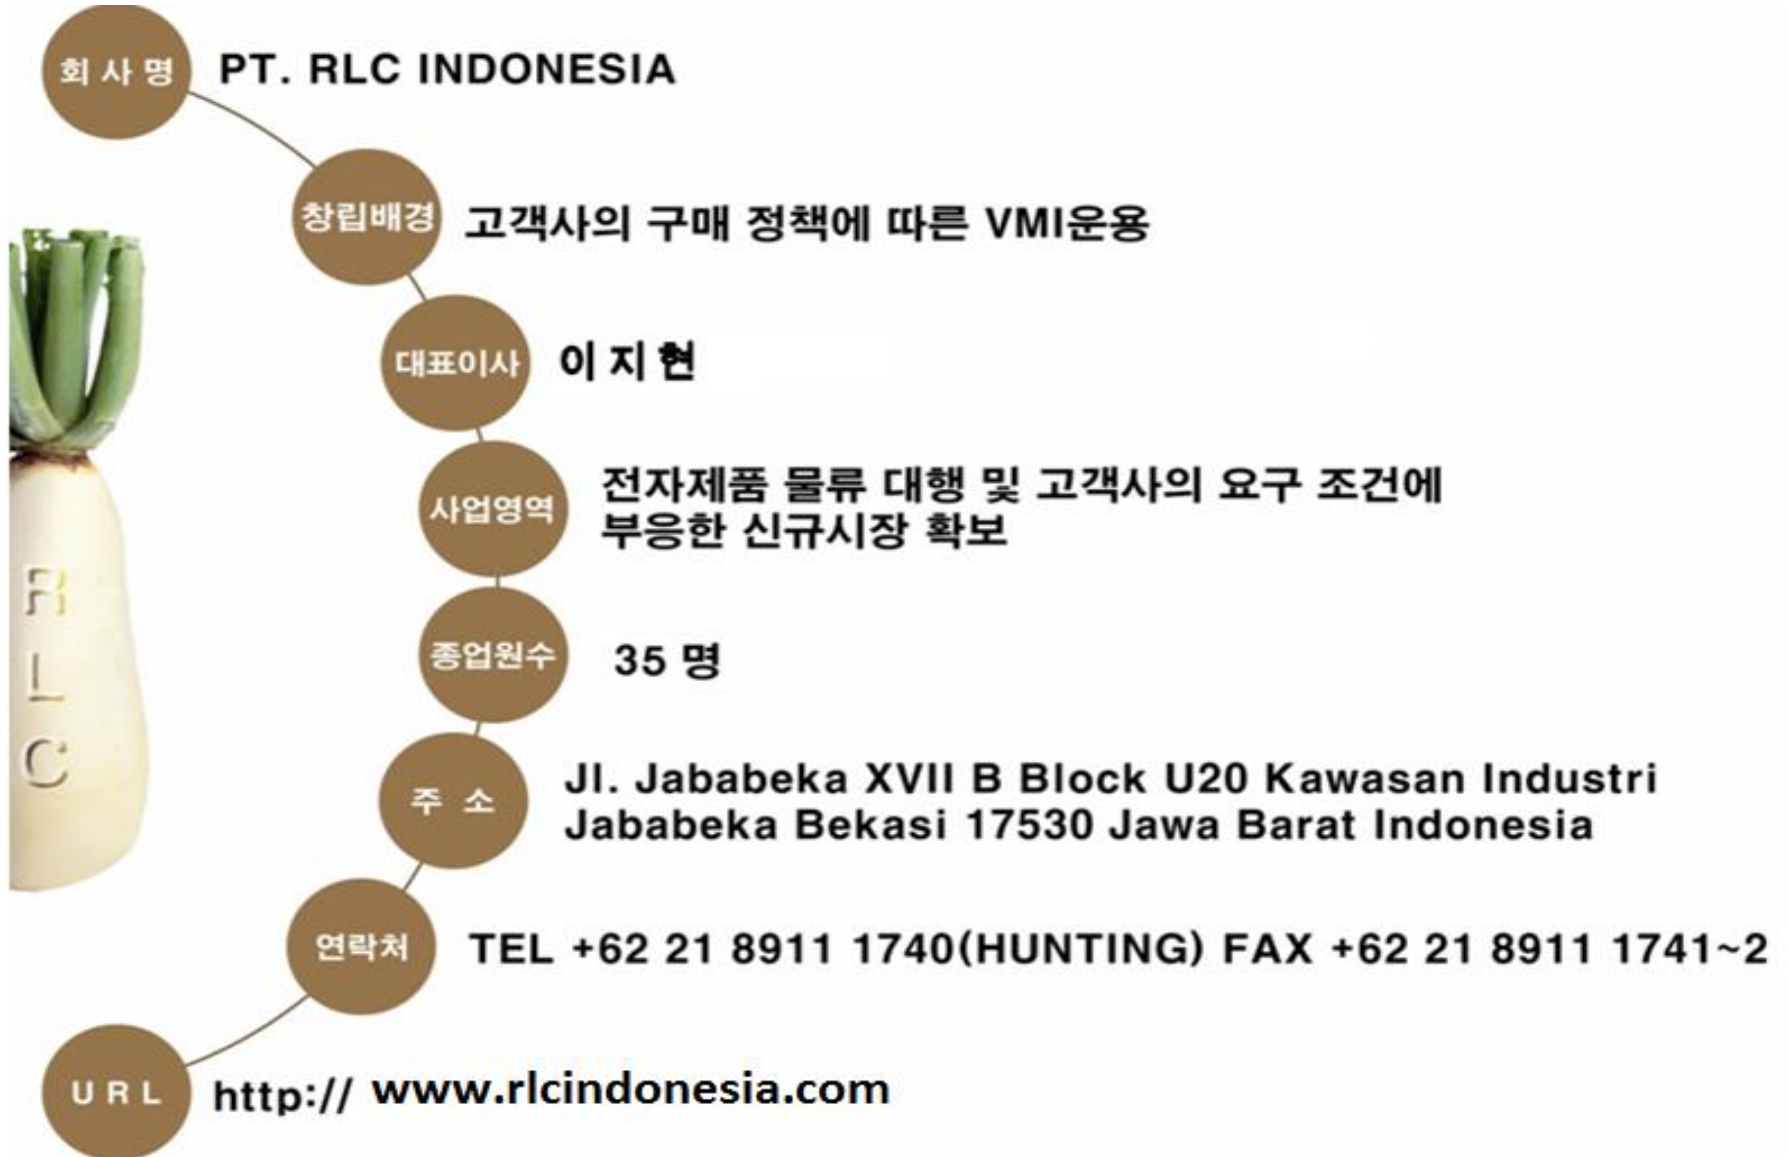 회 사 명 PT. RLC INDONESIA
창립배경 고객사의 구매 정책에 따른 VMI운용
대표이사 이 지 현
사업영역 전자제품 물류 대행 및 고객사의 요구 조건에
부응한 신규시장 확보
종업원수 35 명
주 소 Jl. Jababeka XVII B Block U20 Kawasan Industri
Jababeka Bekasi 17530 Jawa Barat Indonesia
연락처 TEL +62 21 8911 1740(HUNTING) FAX +62 21 8911 1741~2
U R L http:// www.rlcindonesia.com
R
L
C